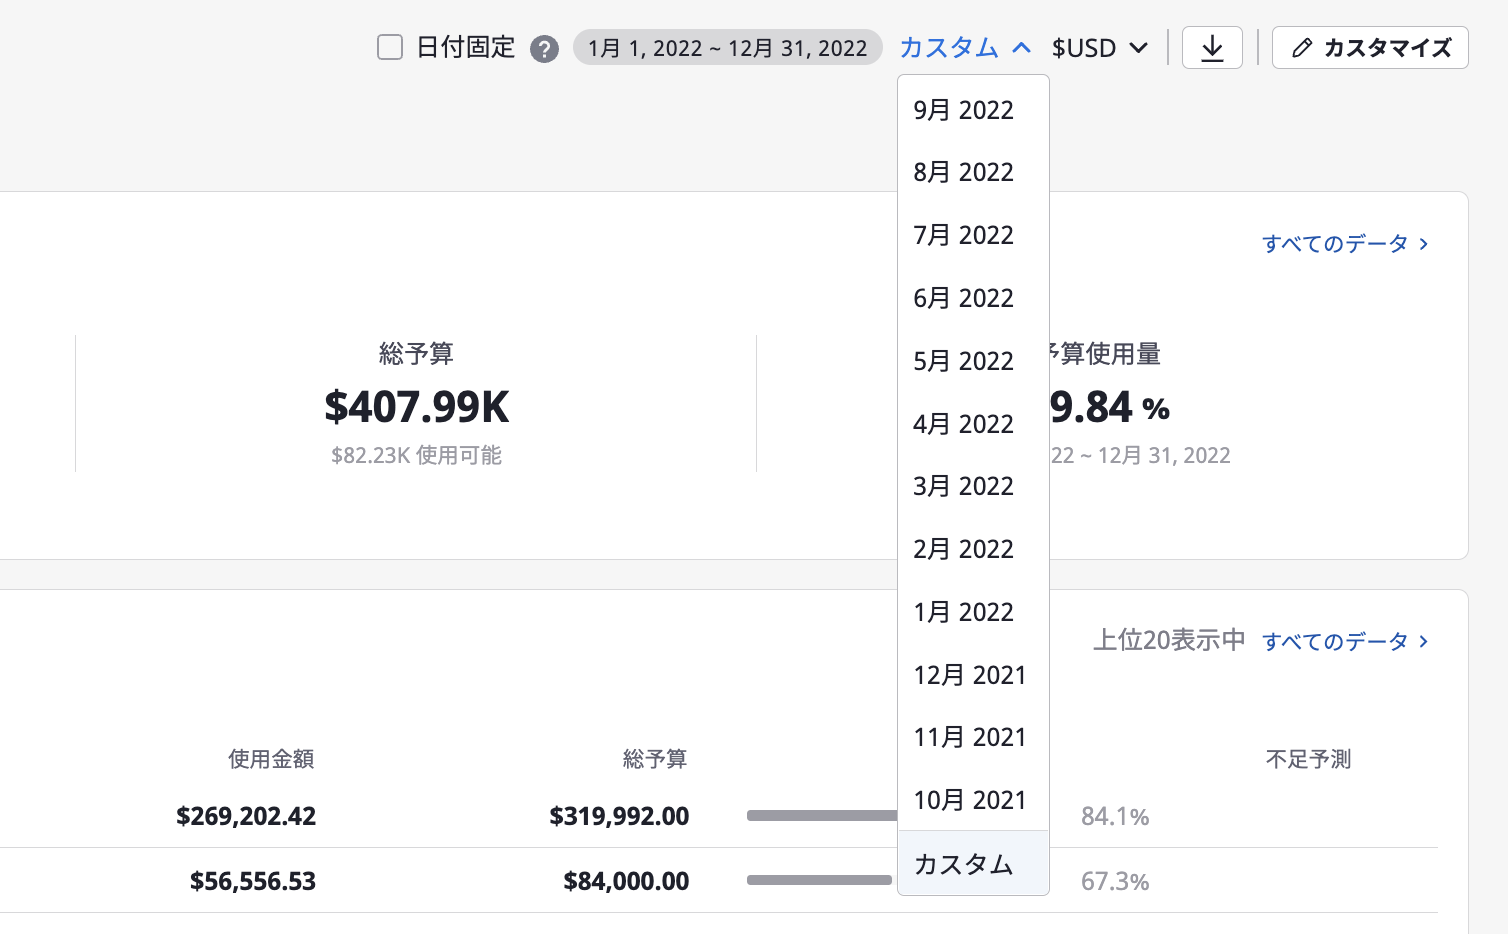 日付固定 ? 1月 1, 2022 ~ 12月 31, 2022 カスタム $USD カスタマイズ
9月 2022
8月 2022
7月 2022
6月 2022
5月 2022
4月 2022
3月 2022
2月 2022
1月 2022
12月 2021
11月 2021
10月 2021
カスタム
すべてのデータ
総予算
$407.99K
$82.23K 使用可能
予算使用量
9.84 %
22 ~ 12月 31, 2022
上位20表示中 すべてのデータ
使用金額 総予算 不足予測
$269,202.42 $319,992.00 84.1%
$56,556.53 $84,000.00 67.3%